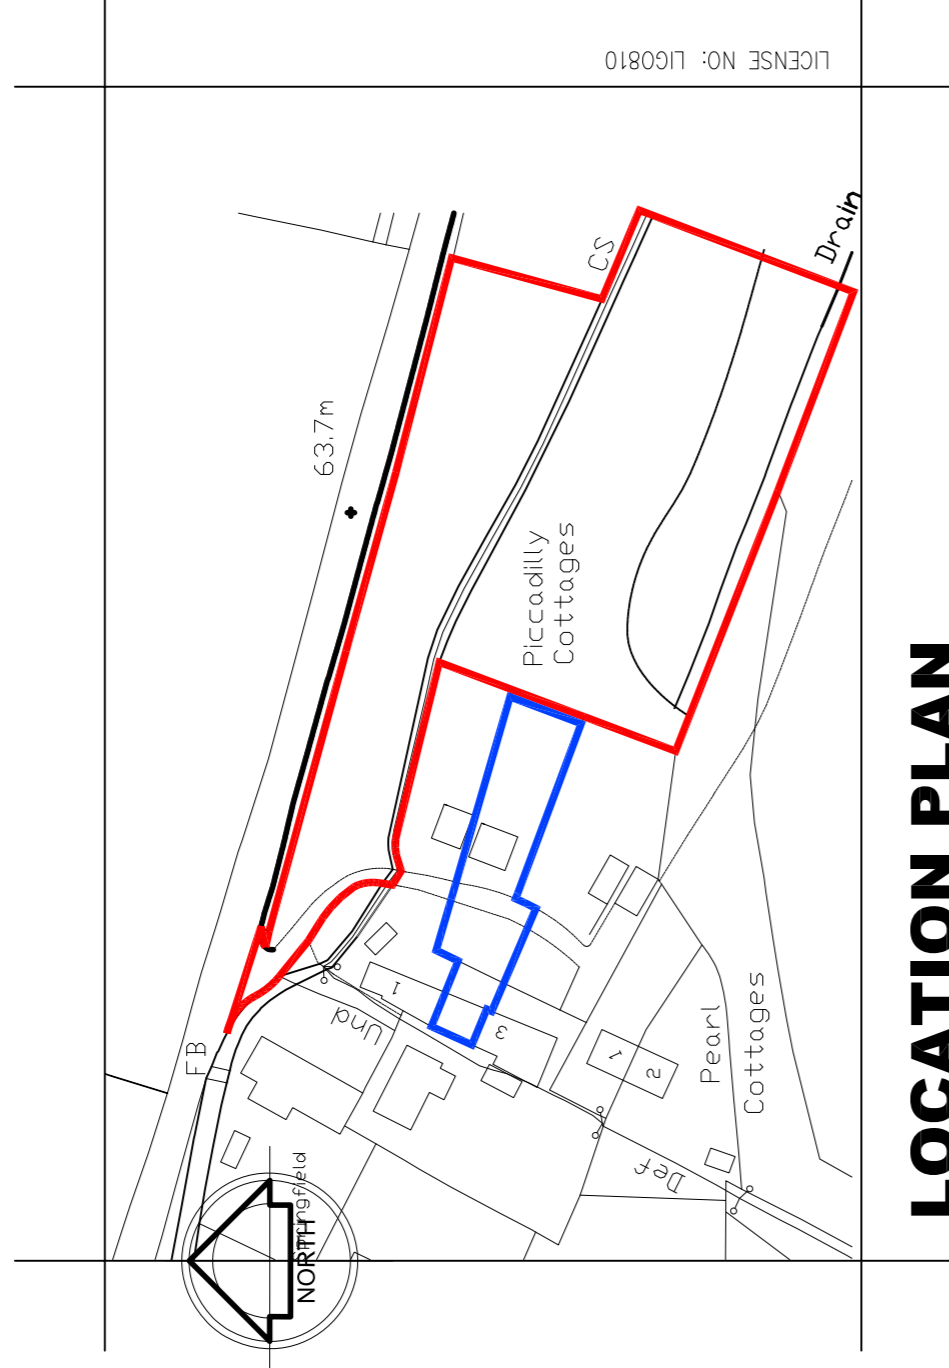 LICENSE NO: LIG0810
Drain
CS
63.7m
Piccadilly
Cottages
FB
Und
1
3
1
2
Pearl
Cottages
Def
Springfield
NORTH
LOCATION PLAN